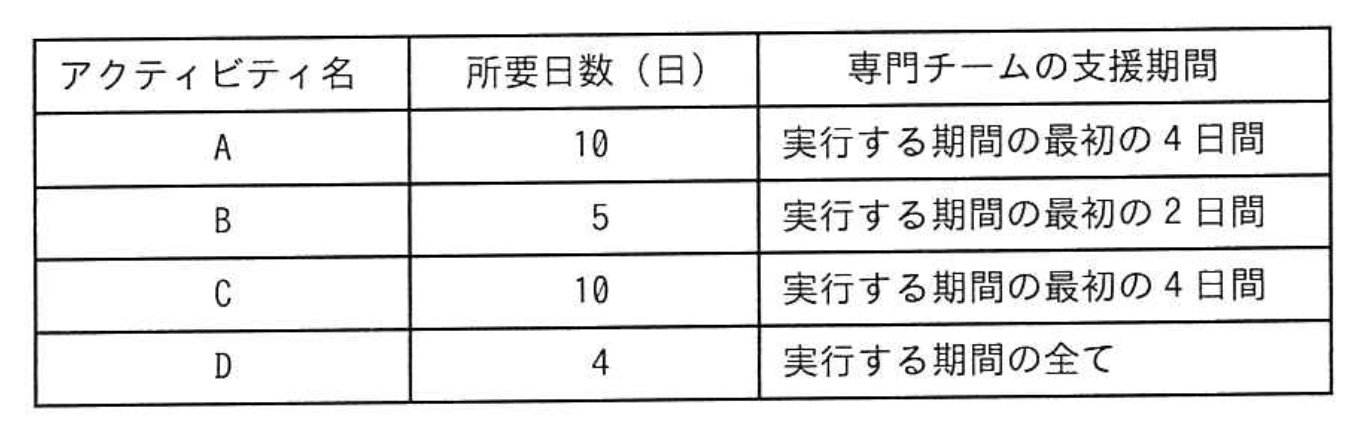 アクティビティ名 所要日数（日） 専門チームの支援期間
A 10 実行する期間の最初の4日間
B 5 実行する期間の最初の2日間
C 10 実行する期間の最初の4日間
D 4 実行する期間の全て